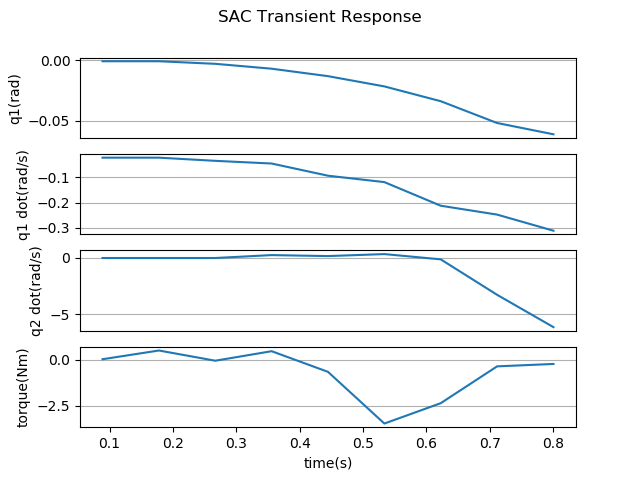 SAC Transient Response
q1(rad)
0.00
−0.05
q1 dot(rad/s)
−0.1
−0.2
−0.3
q2 dot(rad/s)
0
−5
torque(Nm)
0.0
−2.5
0.1 0.2 0.3 0.4 0.5 0.6 0.7 0.8
time(s)